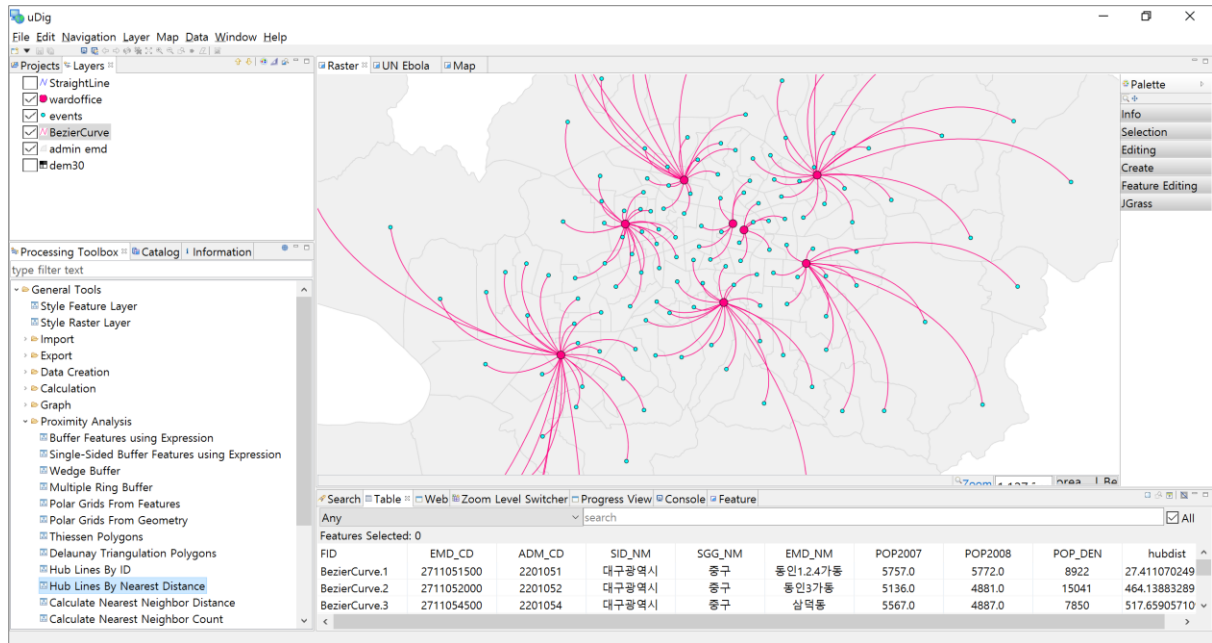 uDig
File Edit Navigation Layer Map Data Window Help
Projects Layers
StraightLine
wardoffice
events
BezierCurve
admin emd
dem30
Processing Toolbox Catalog Information
type filter text
General Tools
Style Feature Layer
Style Raster Layer
Import
Export
Data Creation
Calculation
Graph
Proximity Analysis
Buffer Features using Expression
Single-Sided Buffer Features using Expression
Wedge Buffer
Multiple Ring Buffer
Polar Grids From Features
Polar Grids From Geometry
Thiessen Polygons
Delaunay Triangulation Polygons
Hub Lines By ID
Hub Lines By Nearest Distance
Calculate Nearest Neighbor Distance
Calculate Nearest Neighbor Count
Raster UN Ebola Map
Palette
Info
Selection
Editing
Create
Feature Editing
JGrass
Zoom
Search Table Web Zoom Level Switcher Progress View Console Feature
Any search All
Features Selected: 0
FID EMD_CD ADM_CD SID_NM SGG_NM EMD_NM POP2007 POP2008 POP_DEN hubdist
BezierCurve.1 2711051500 2201051 대구광역시 중구 동인1.2.4가동 5757.0 5772.0 8922 27.411070249
BezierCurve.2 2711052000 2201052 대구광역시 중구 동인3가동 5136.0 4881.0 15041 464.13883289
BezierCurve.3 2711054500 2201054 대구광역시 중구 삼덕동 5567.0 4887.0 7850 517.65905710